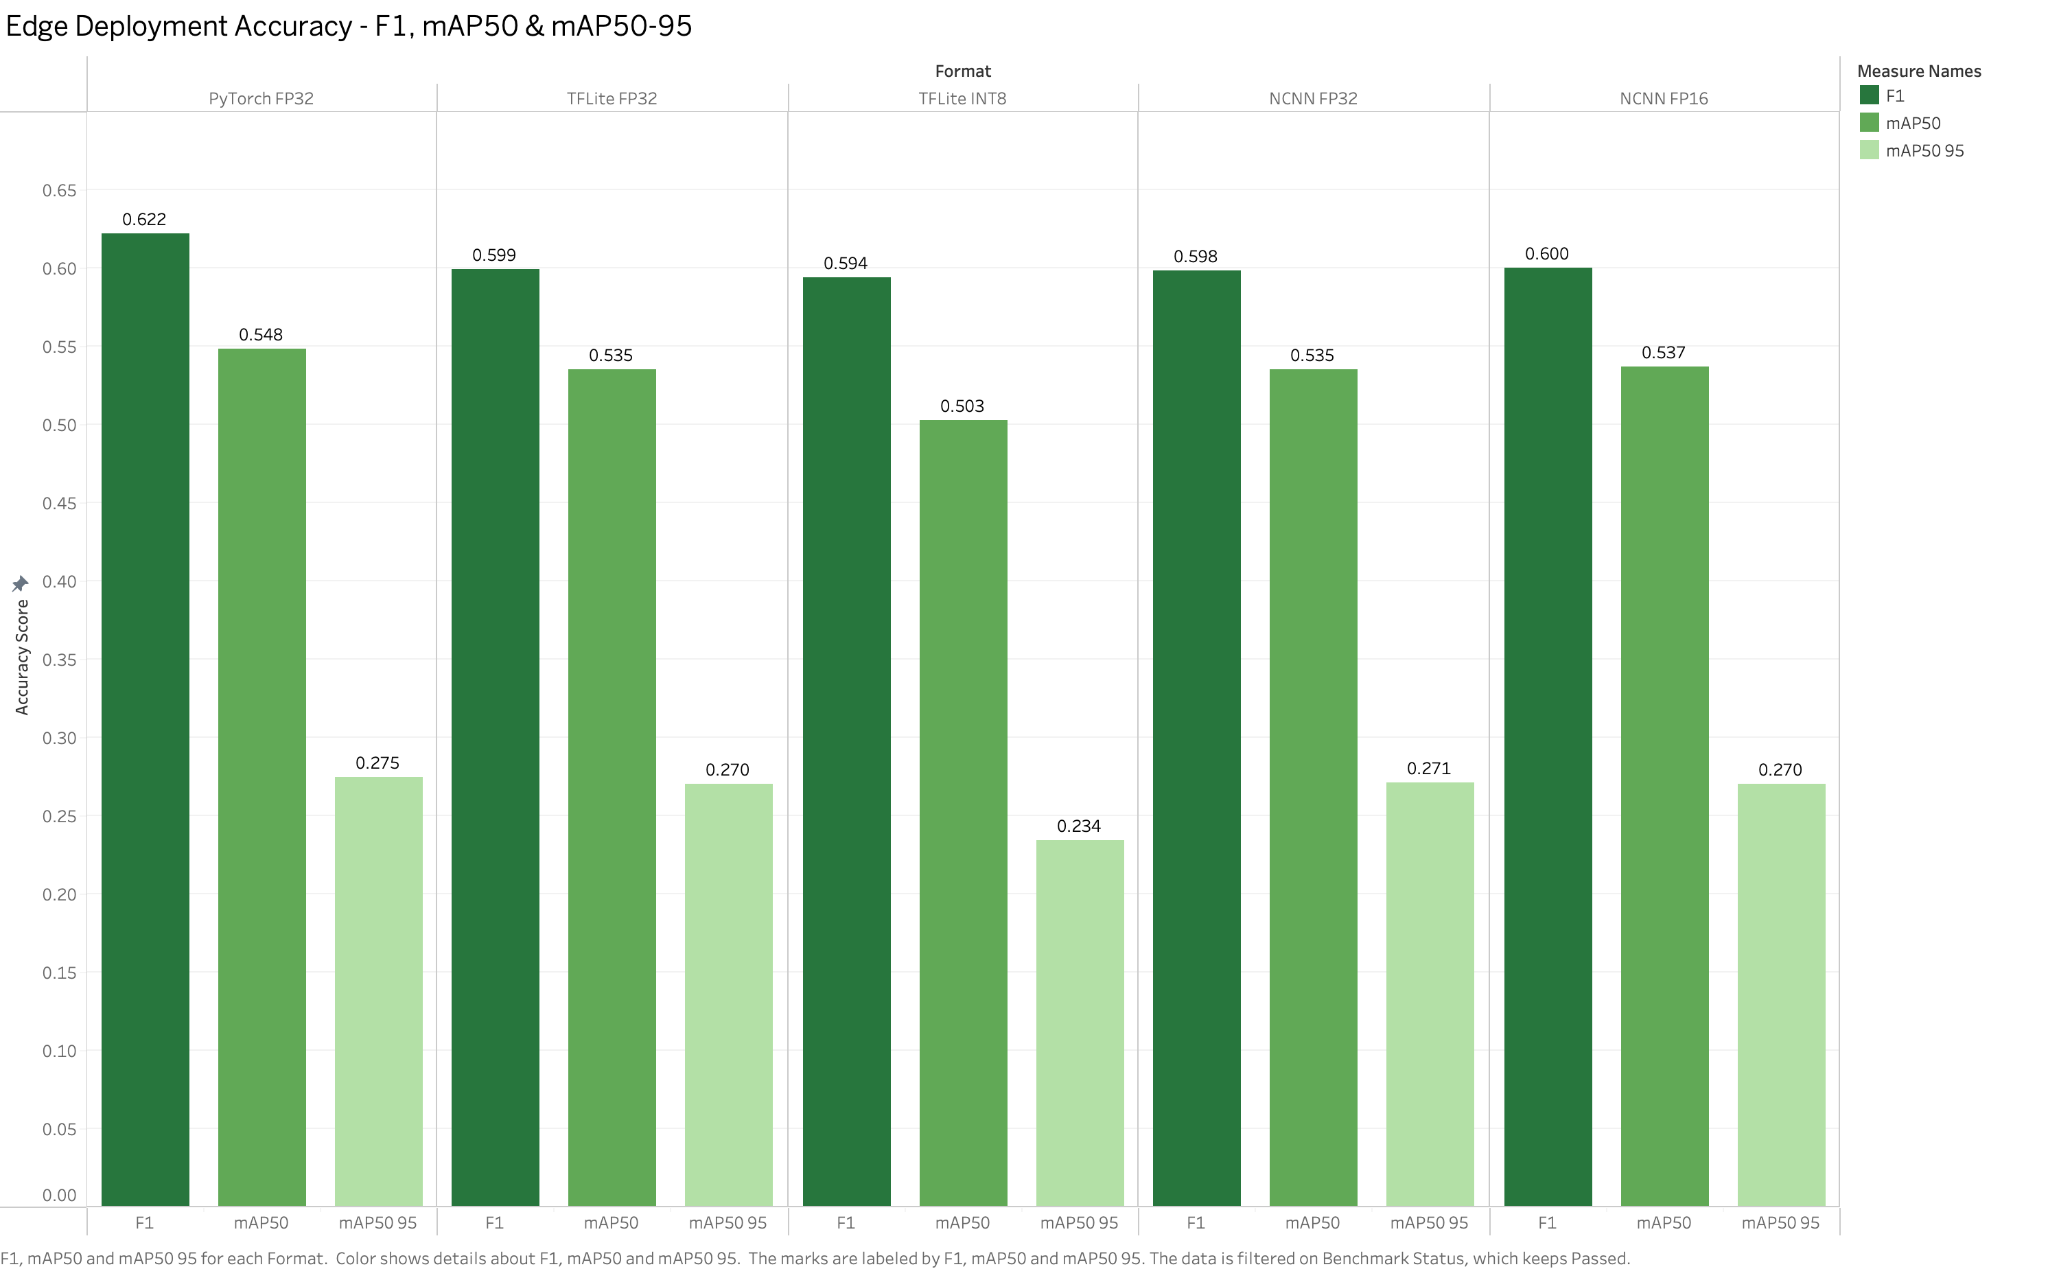 Edge Deployment Accuracy - F1, mAP50 & mAP50-95
Format
PyTorch FP32 TFLite FP32 TFLite INT8 NCNN FP32 NCNN FP16
Measure Names
F1
mAP50
mAP50 95
Accuracy Score
0.65
0.60
0.55
0.50
0.45
0.40
0.35
0.30
0.25
0.20
0.15
0.10
0.05
0.00
0.622 0.548 0.275 0.599 0.535 0.270 0.594 0.503 0.234 0.598 0.535 0.271 0.600 0.537 0.270
F1 mAP50 mAP50 95 F1 mAP50 mAP50 95 F1 mAP50 mAP50 95 F1 mAP50 mAP50 95 F1 mAP50 mAP50 95
F1, mAP50 and mAP50 95 for each Format.  Color shows details about F1, mAP50 and mAP50 95.  The marks are labeled by F1, mAP50 and mAP50 95. The data is filtered on Benchmark Status, which keeps Passed.